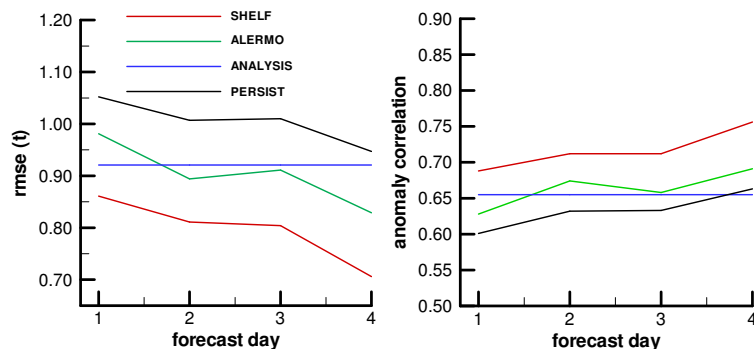 1.20
1.10
1.00
0.90
0.80
0.70
rmse (t)
SHELF
ALERMO
ANALYSIS
PERSIST
1 2 3 4
forecast day
0.90
0.85
0.80
0.75
0.70
0.65
0.60
0.55
0.50
anomaly correlation
1 2 3 4
forecast day